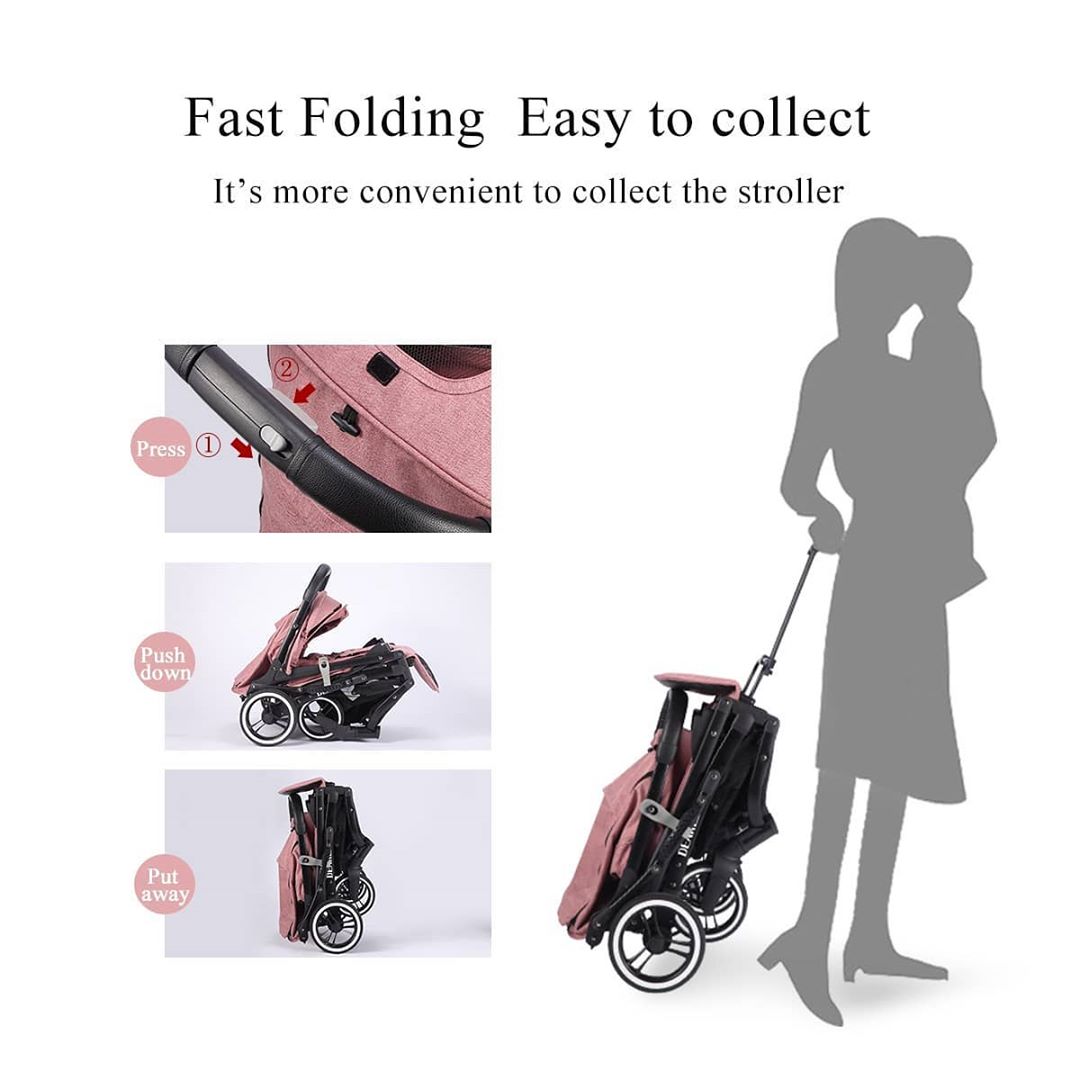 Fast Folding  Easy to collect
It’s more convenient to collect the stroller
②
Press ①
Push
down
Put
away